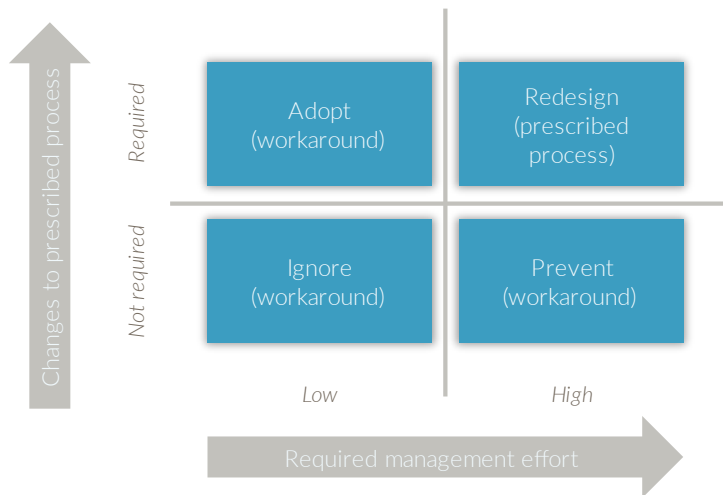 Changes to prescribed process
Required
Adopt
(workaround)
Redesign
(prescribed
process)
Not required
Ignore
(workaround)
Prevent
(workaround)
Low
High
Required management effort